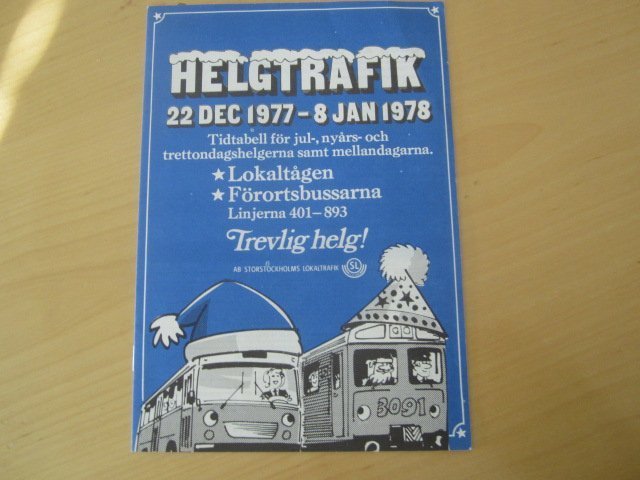 HELGTRAFIK
22 DEC 1977 – 8 JAN 1978
Tidtabell för jul-, nyårs- och
trettondagshelgerna samt mellandagarna.
★ Lokaltågen
★ Förortsbussarna
Linjerna 401–893
Trevlig helg!
AB STORSTOCKHOLMS LOKALTRAFIK SL
3091